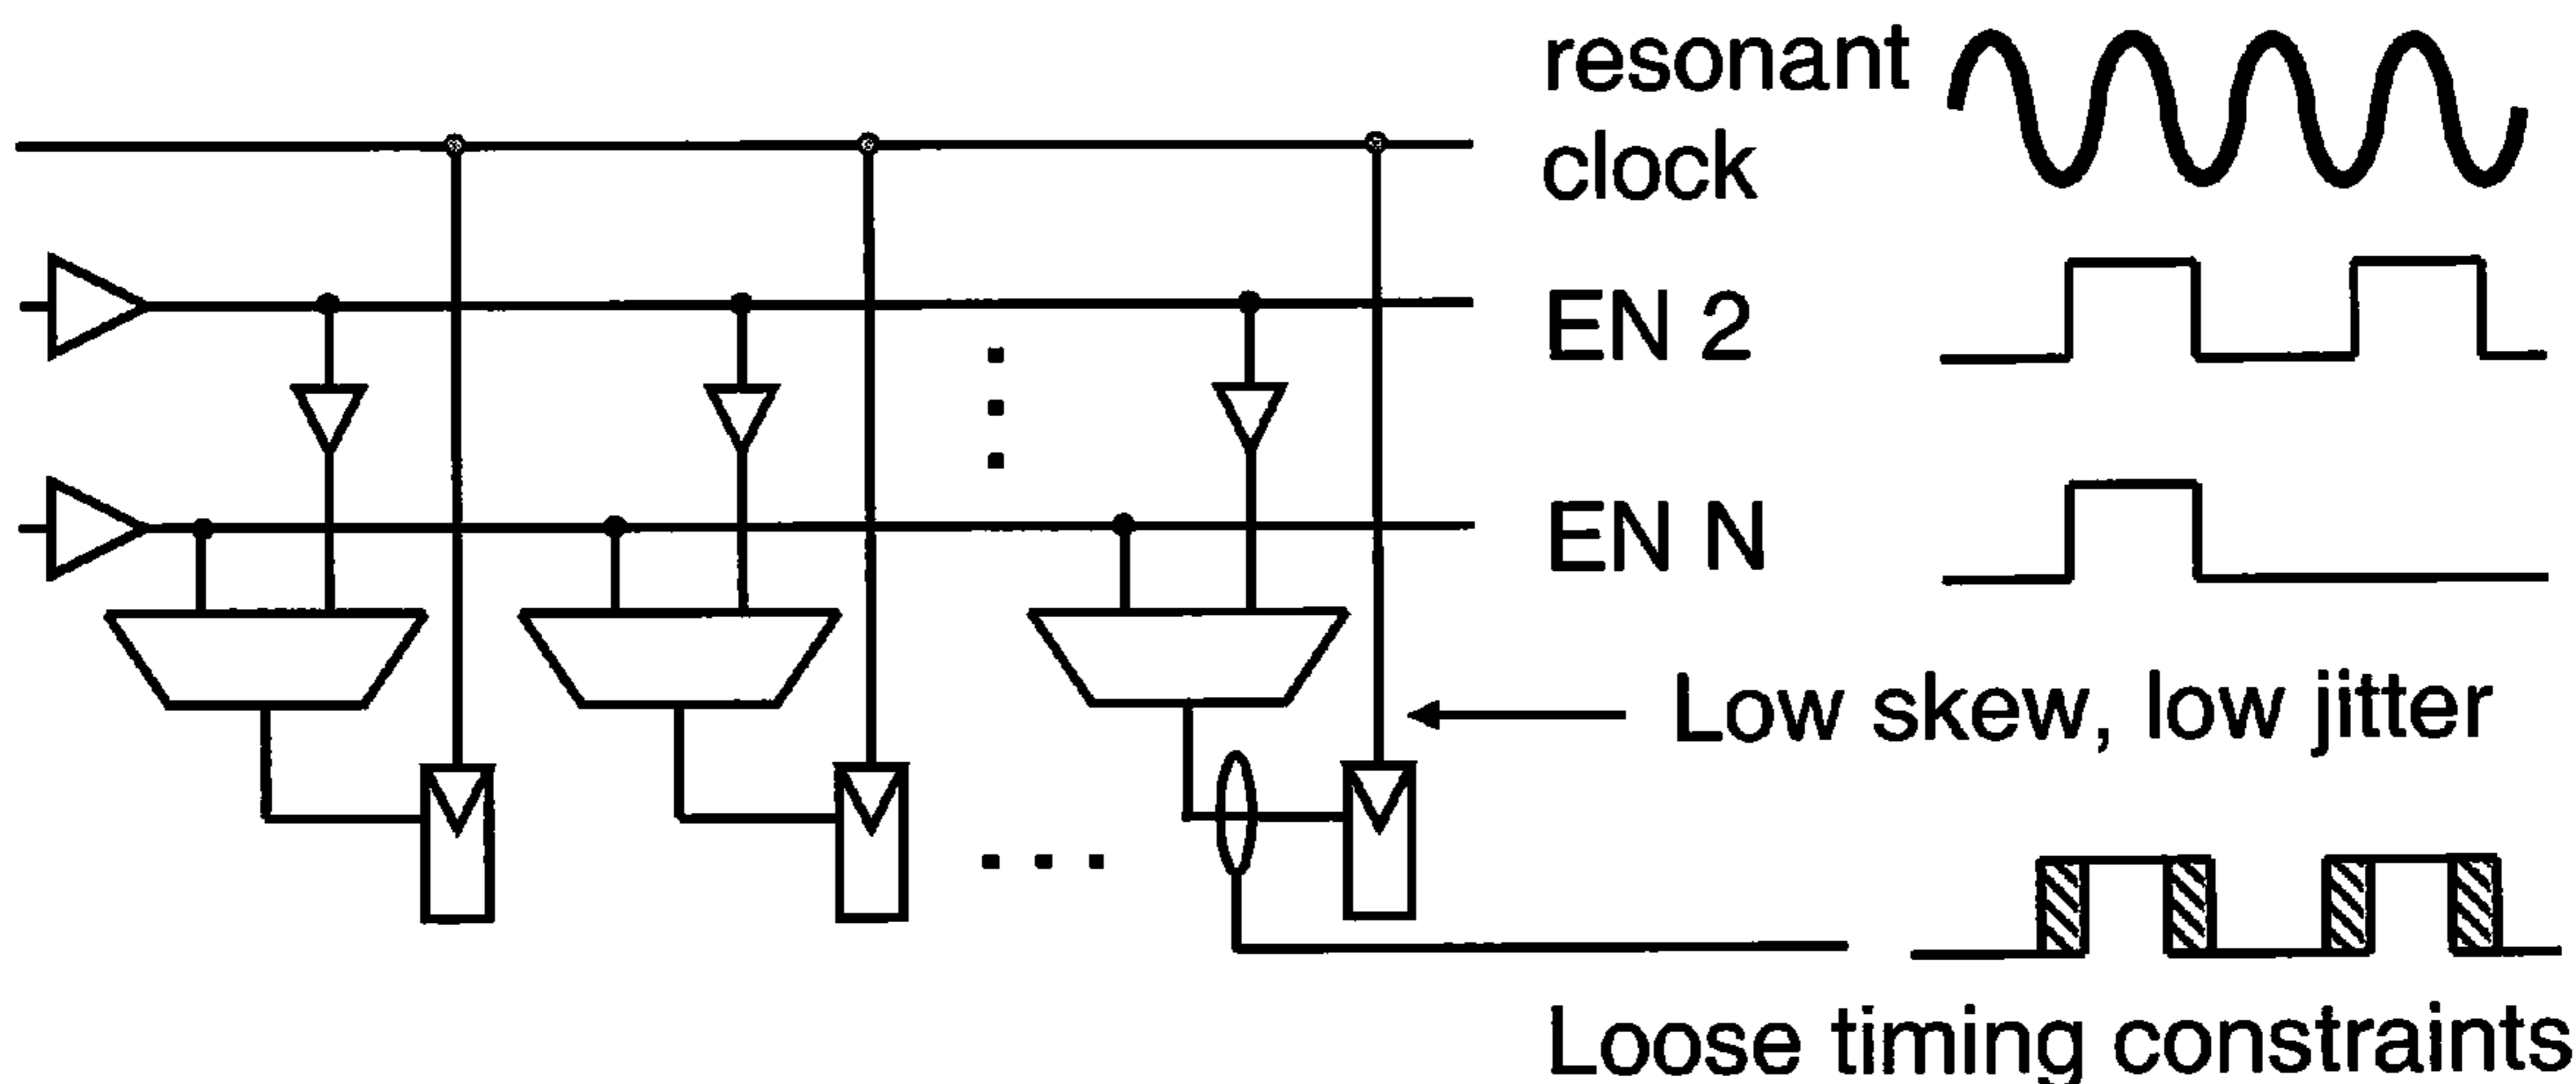 resonant
clock
EN 2
EN N
Low skew, low jitter
Loose timing constraints